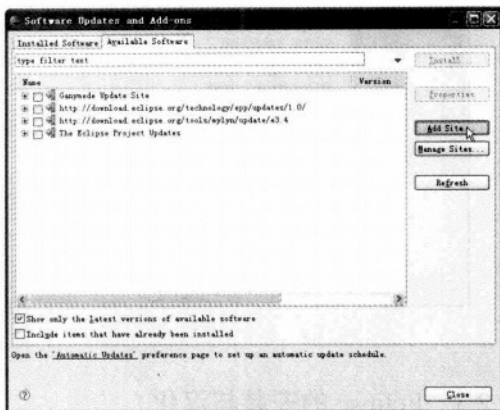 Software Updates and Add-ons
Installed Software Available Software
type filter text
Install
Name Version
Ganymede Update Site
Properties
http://download.eclipse.org/technology/epp/updates/1.0/
http://download.eclipse.org/tools/mylyn/update/e3.4
Add Site
The Eclipse Project Updates
Manage Sites...
Refresh
Show only the latest versions of available software
Include items that have already been installed
Open the 'Automatic Updates' preference page to set up an automatic update schedule.
Close